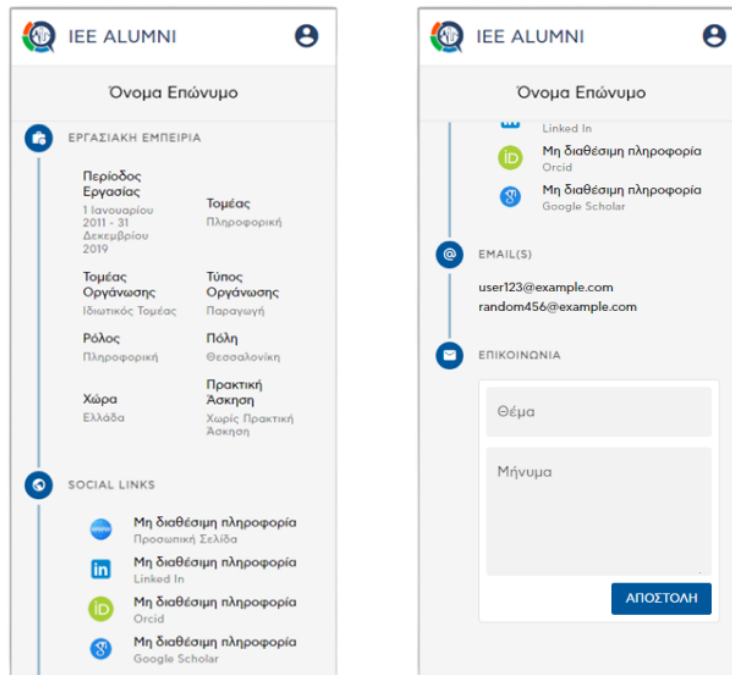 IEE ALUMNI
Όνομα Επώνυμο
ΕΡΓΑΣΙΑΚΗ ΕΜΠΕΙΡΙΑ
Περίοδος
Εργασίας
1 Ιανουαρίου
2011 - 31
Δεκεμβρίου
2019
Τομέας
Πληροφορική
Τομέας
Οργάνωσης
Ιδιωτικός Τομέας
Τύπος
Οργάνωσης
Παραγωγή
Ρόλος
Πληροφορική
Πόλη
Θεσσαλονίκη
Χώρα
Ελλάδα
Πρακτική
Άσκηση
Χωρίς Πρακτική
Άσκηση
SOCIAL LINKS
www
Μη διαθέσιμη πληροφορία
Προσωπική Σελίδα
in
Μη διαθέσιμη πληροφορία
Linked In
iD
Μη διαθέσιμη πληροφορία
Orcid
Μη διαθέσιμη πληροφορία
Google Scholar
IEE ALUMNI
Όνομα Επώνυμο
Linked In
iD
Μη διαθέσιμη πληροφορία
Orcid
Μη διαθέσιμη πληροφορία
Google Scholar
@
EMAIL(S)
user123@example.com
random456@example.com
ΕΠΙΚΟΙΝΩΝΙΑ
Θέμα
Μήνυμα
ΑΠΟΣΤΟΛΗ